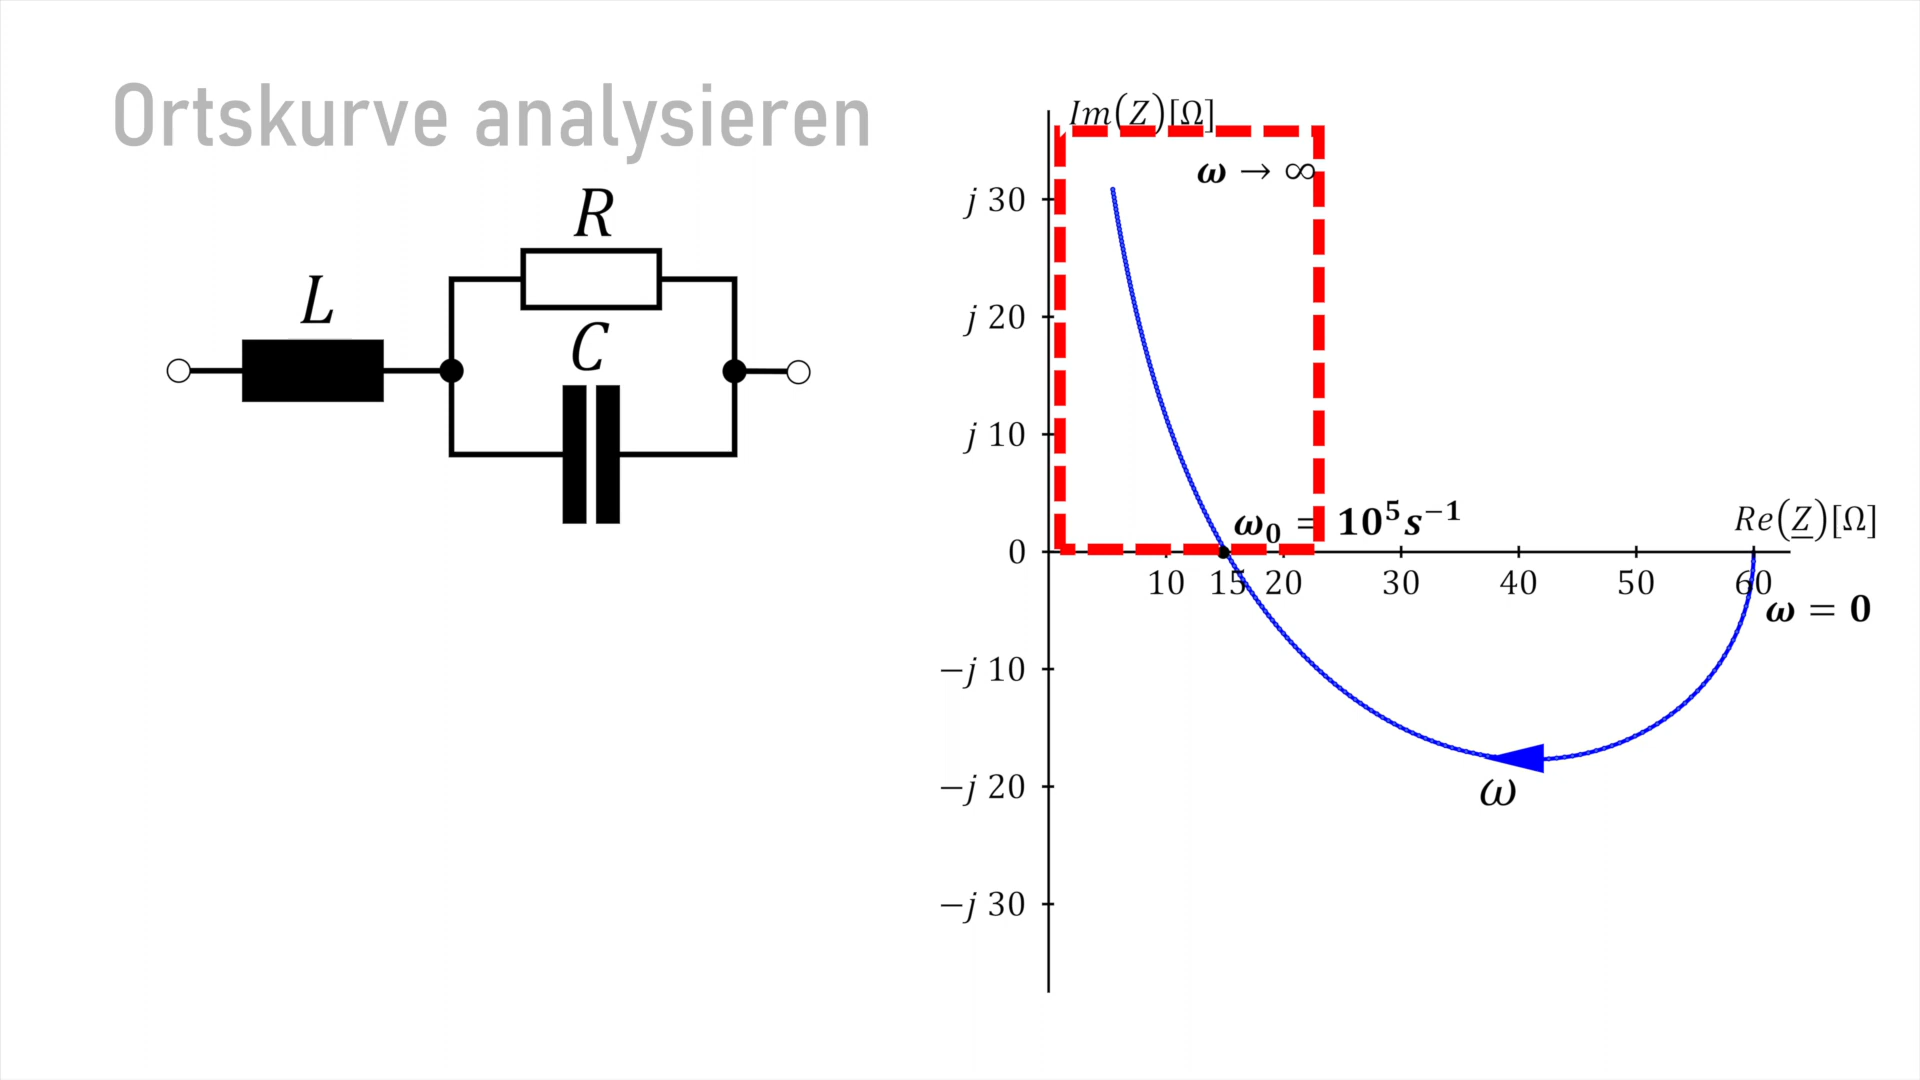 Ortskurve analysieren
R
L
C
Im(Z)[Ω]
ω → ∞
j 30
j 20
j 10
0
−j 10
−j 20
−j 30
ω₀ = 10⁵s⁻¹
Re(Z)[Ω]
10 15 20 30 40 50 60
ω = 0
ω